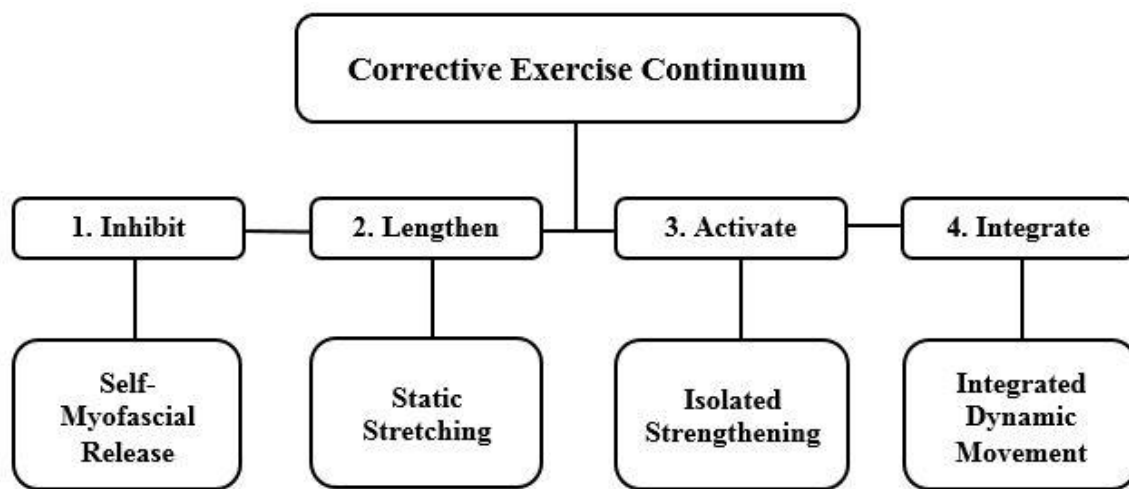 Corrective Exercise Continuum
1. Inhibit
2. Lengthen
3. Activate
4. Integrate
Self-
Myofascial
Release
Static
Stretching
Isolated
Strengthening
Integrated
Dynamic
Movement